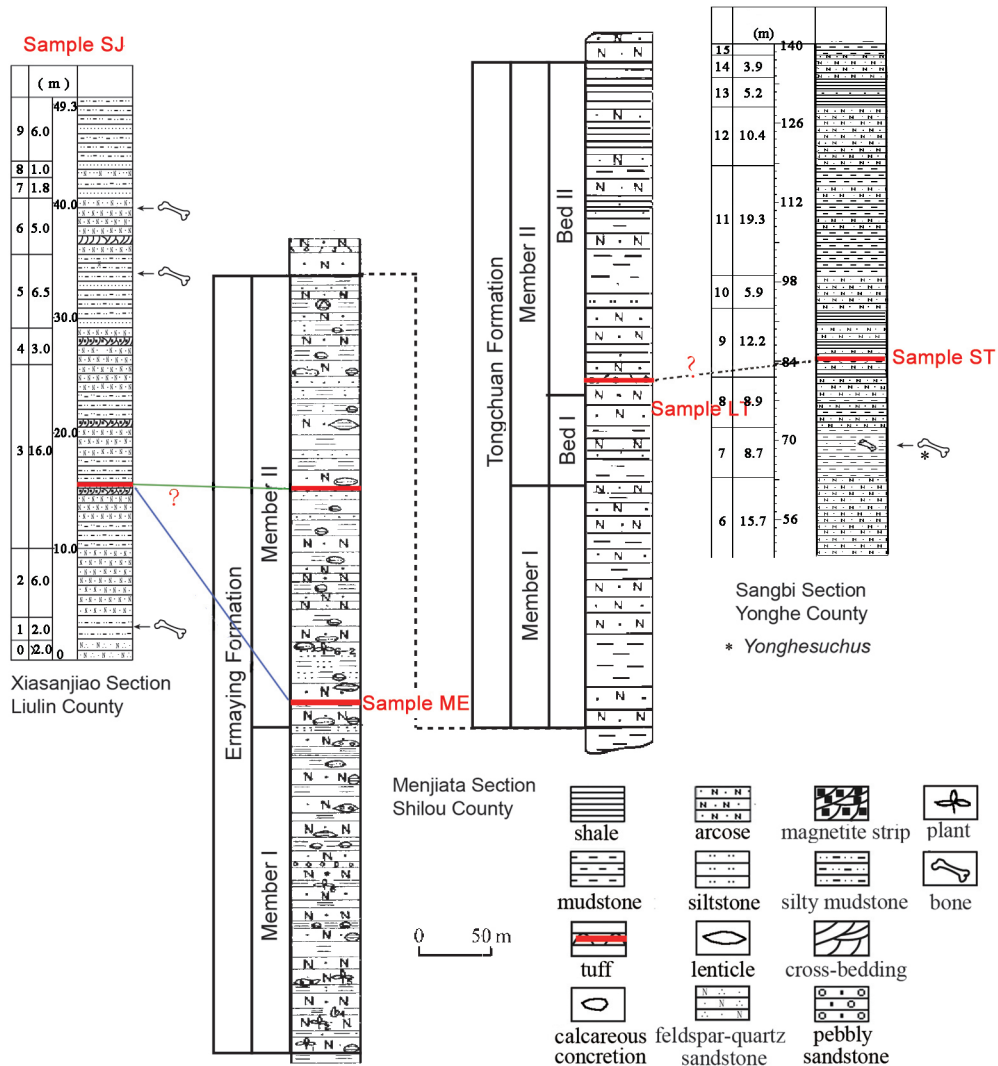 Sample SJ
(m)
49.3
9 6.0
8 1.0
7 1.8
40.0
6 5.0
5 6.5
30.0
4 3.0
20.0
3 16.0
?
10.0
2 6.0
1 2.0
0 2.0
0
Xiasanjiao Section
Liulin County
Ermaying Formation
Member II
Member I
Sample ME
Menjiata Section
Shilou County
0 50 m
Tongchuan Formation
Member II
Member I
Bed II
Bed I
Sample LT
?
(m)
15
140
14 3.9
13 5.2
126
12 10.4
112
11 19.3
98
10 5.9
9 12.2
84
Sample ST
8 8.9
70
7 8.7
*
6 15.7
56
Sangbi Section
Yonghe County
* Yonghesuchus
shale
arcose
magnetite strip
plant
mudstone
siltstone
silty mudstone
bone
tuff
lenticle
cross-bedding
calcareous
concretion
feldspar-quartz
sandstone
pebbly
sandstone